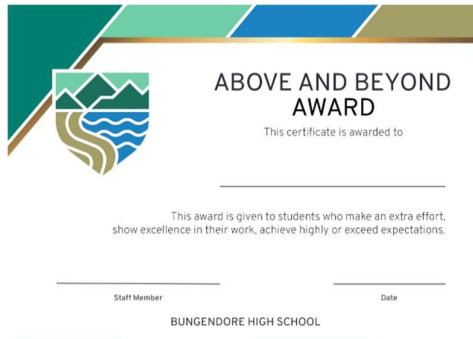 ABOVE AND BEYOND
AWARD
This certificate is awarded to
This award is given to students who make an extra effort,
show excellence in their work, achieve highly or exceed expectations.
Staff Member
Date
BUNGENDORE HIGH SCHOOL